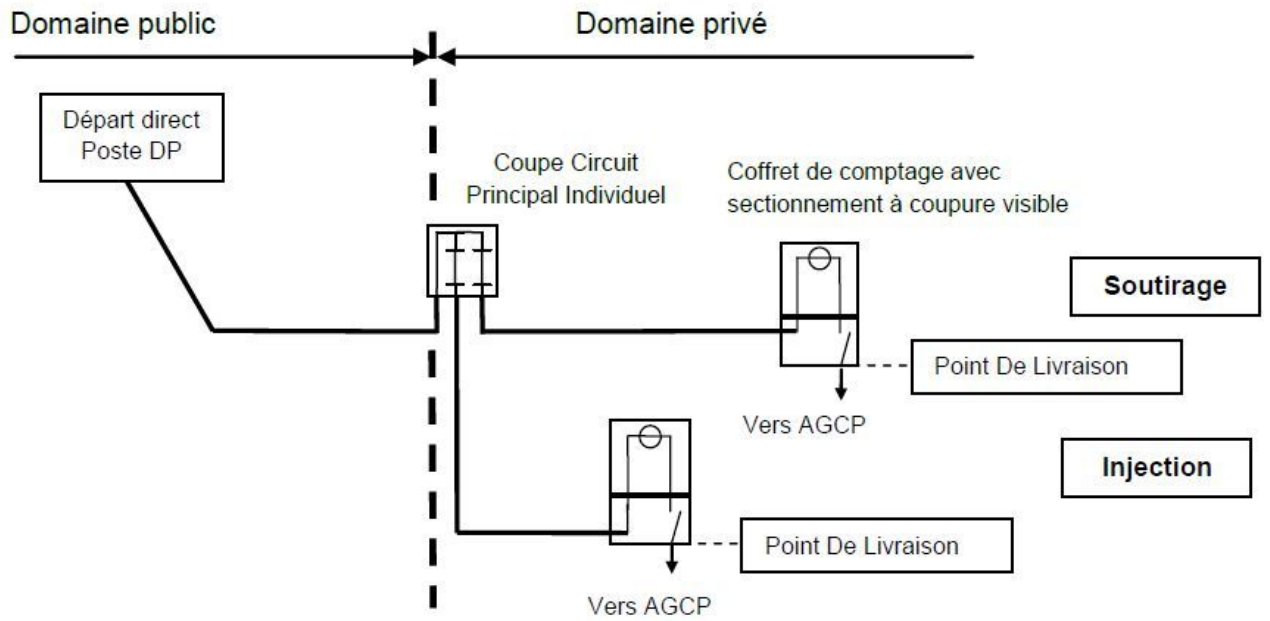 Domaine public
Domaine privé
Départ direct
Poste DP
Coupe Circuit
Principal Individuel
Coffret de comptage avec
sectionnement à coupure visible
Soutirage
Point De Livraison
Vers AGCP
Injection
Point De Livraison
Vers AGCP